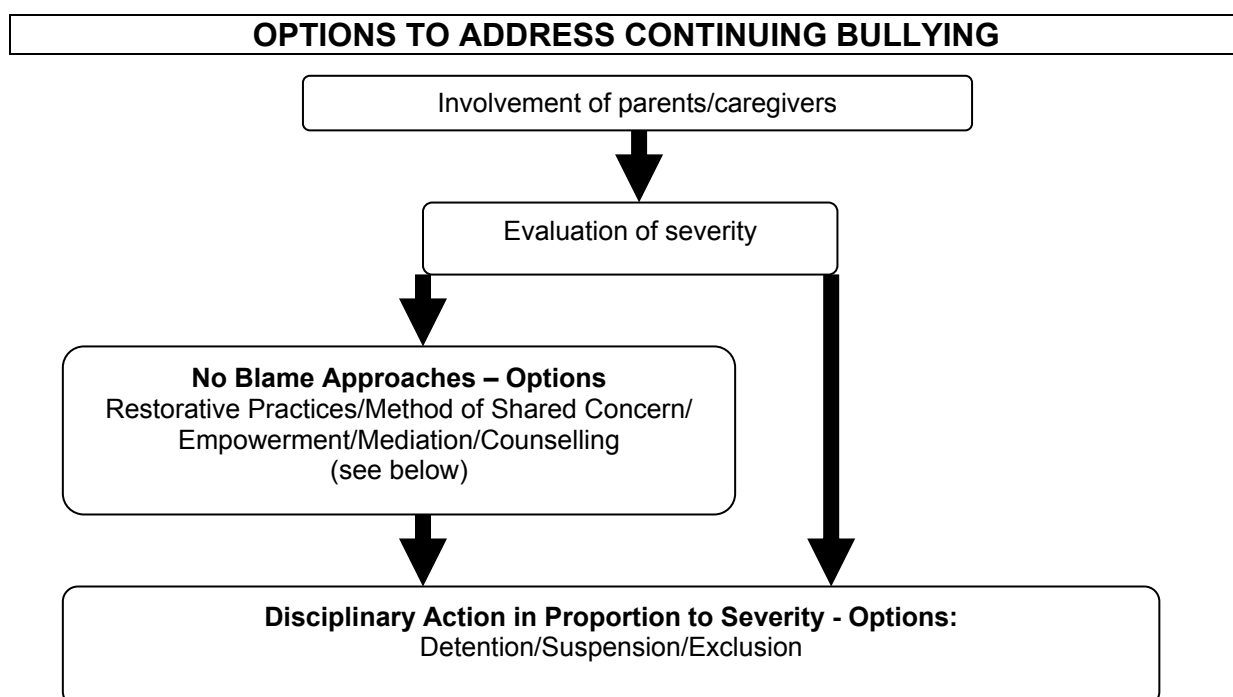 OPTIONS TO ADDRESS CONTINUING BULLYING
Involvement of parents/caregivers
Evaluation of severity
No Blame Approaches – Options
Restorative Practices/Method of Shared Concern/
Empowerment/Mediation/Counselling
(see below)
Disciplinary Action in Proportion to Severity - Options:
Detention/Suspension/Exclusion